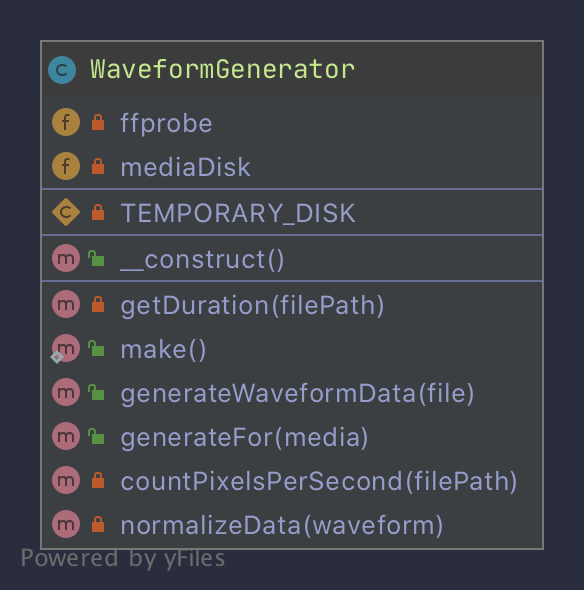 WaveformGenerator
ffprobe
mediaDisk
TEMPORARY_DISK
__construct()
getDuration(filePath)
make()
generateWaveformData(file)
generateFor(media)
countPixelsPerSecond(filePath)
normalizeData(waveform)
Powered by yFiles